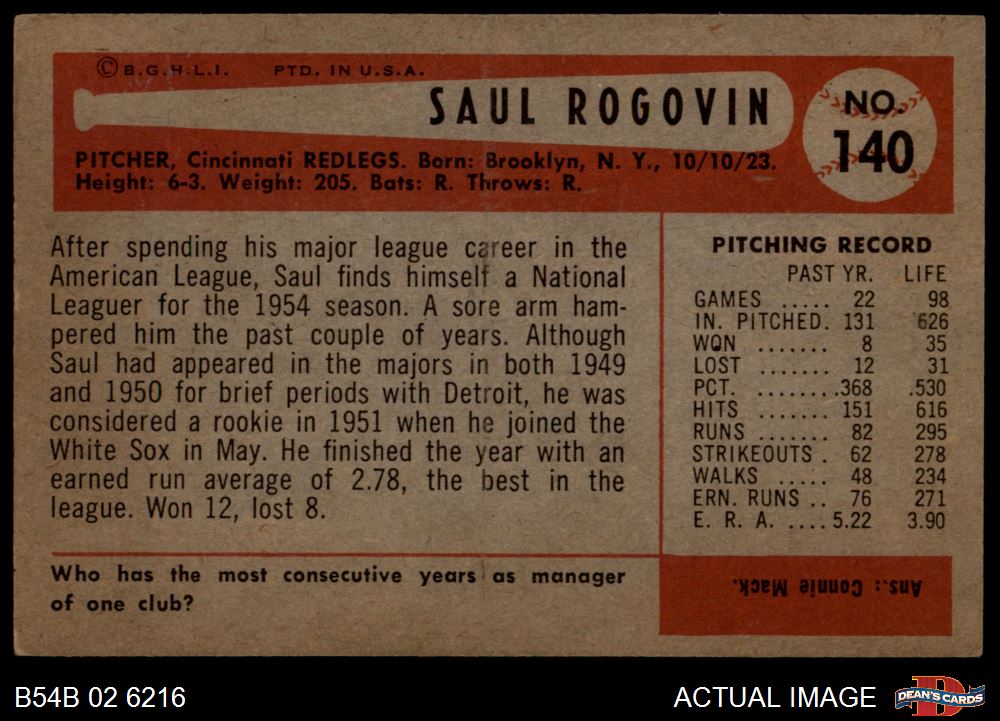 ©B.G.H.L.I. PTD. IN U.S.A.
SAUL ROGOVIN
NO.
140
PITCHER, Cincinnati REDLEGS. Born: Brooklyn, N. Y., 10/10/23.
Height: 6-3. Weight: 205. Bats: R. Throws: R.
After spending his major league career in the
American League, Saul finds himself a National
Leaguer for the 1954 season. A sore arm ham-
pered him the past couple of years. Although
Saul had appeared in the majors in both 1949
and 1950 for brief periods with Detroit, he was
considered a rookie in 1951 when he joined the
White Sox in May. He finished the year with an
earned run average of 2.78, the best in the
league. Won 12, lost 8.
PITCHING RECORD
PAST YR. LIFE
GAMES ..... 22 98
IN. PITCHED. 131 626
WON ....... 8 35
LOST ....... 12 31
PCT. ........368 .530
HITS ....... 151 616
RUNS ....... 82 295
STRIKEOUTS . 62 278
WALKS ..... 48 234
ERN. RUNS .. 76 271
E. R. A. .... 5.22 3.90
Who has the most consecutive years as manager
of one club?
Ans.: Connie Mack.
B54B 02 6216
ACTUAL IMAGE
D
DEAN'S CARDS